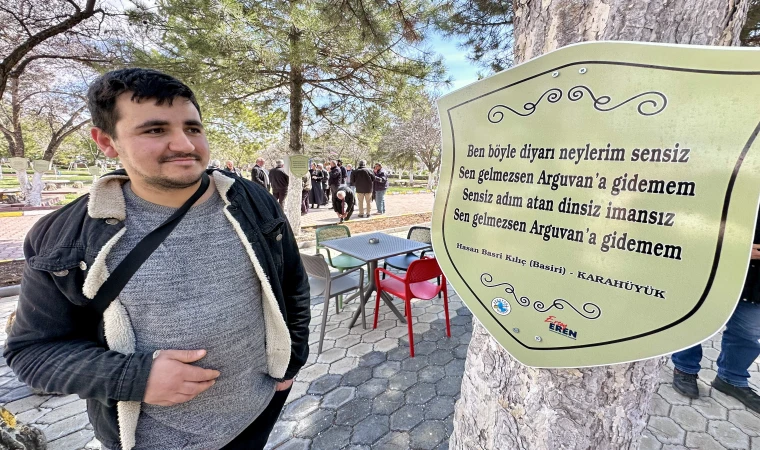 Ben böyle diyarı neylerim sensiz
Sen gelmezsen Arguvan'a gidemem
Sensiz adım atan dinsiz imansız
Sen gelmezsen Arguvan'a gidemem
Hasan Basri Kılıç (Basiri) - KARAHÜYÜK
Ersoy
EREN